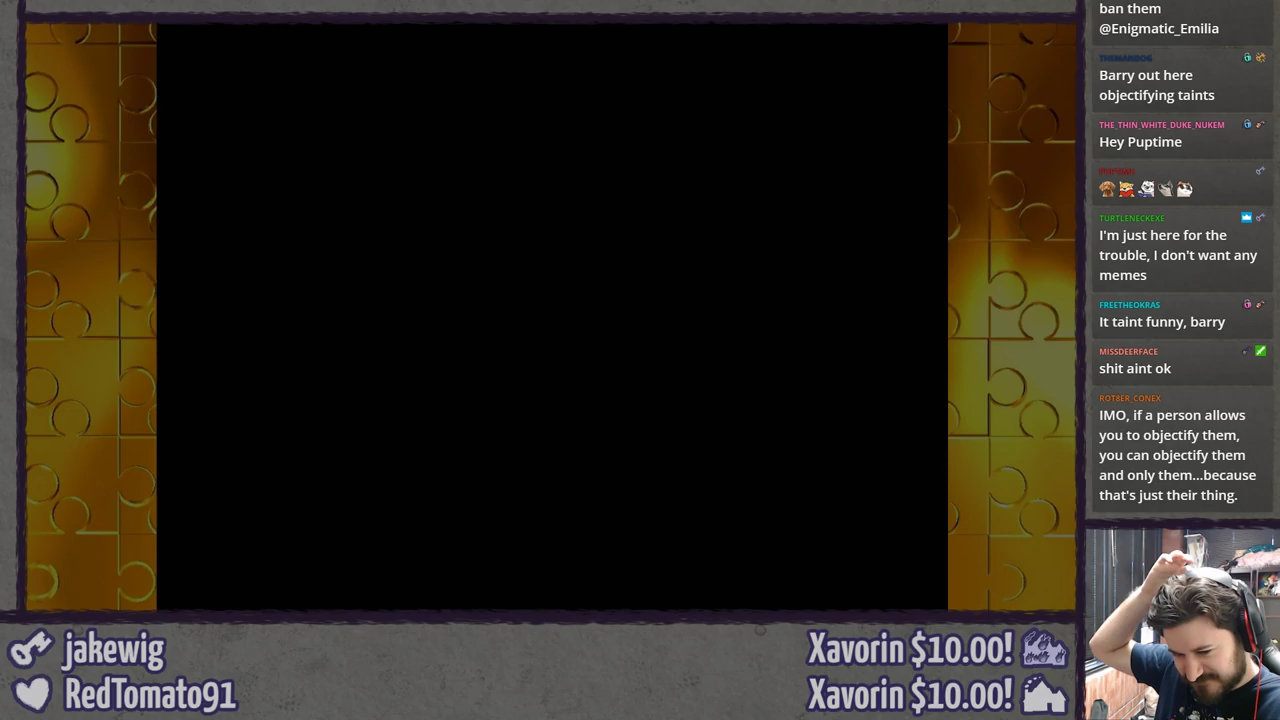 ban them
@Enigmatic_Emilia
Barry out here
objectifying taints
THE_THIN_WHITE_DUKE_NUKEM
Hey Puptime
TURTLENECKEXE
I'm just here for the
trouble, I don't want any
memes
FREETHEOKRAS
It taint funny, barry
MISSDEERFACE
shit aint ok
ROT8ER_CONEX
IMO, if a person allows
you to objectify them,
you can objectify them
and only them...because
that's just their thing.
jakewig
RedTomato91
Xavorin $10.00!
Xavorin $10.00!